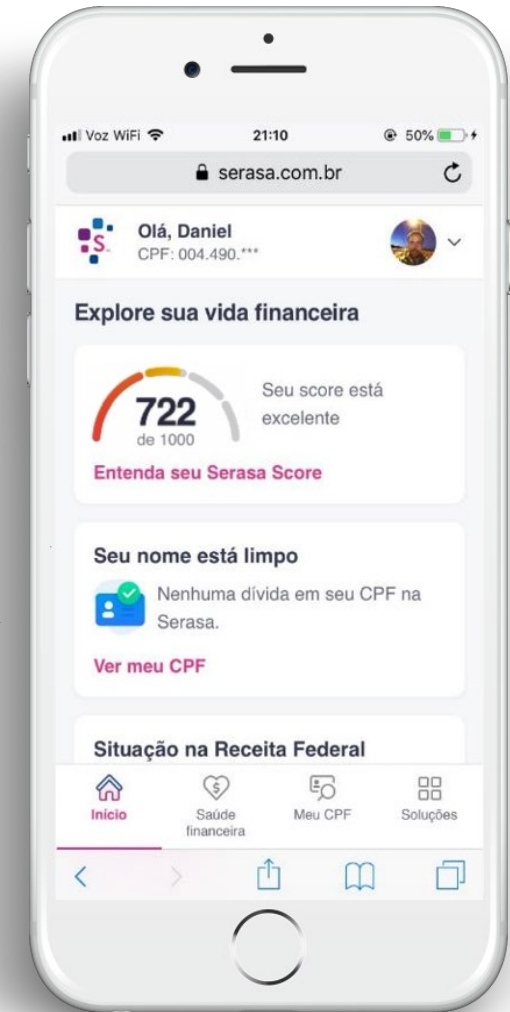 Voz WiFi
21:10
50%
serasa.com.br
S
Olá, Daniel
CPF: 004.490.***
Explore sua vida financeira
722
de 1000
Seu score está
excelente
Entenda seu Serasa Score
Seu nome está limpo
Nenhuma dívida em seu CPF na
Serasa.
Ver meu CPF
Situação na Receita Federal
Início
Saúde
financeira
Meu CPF
Soluções